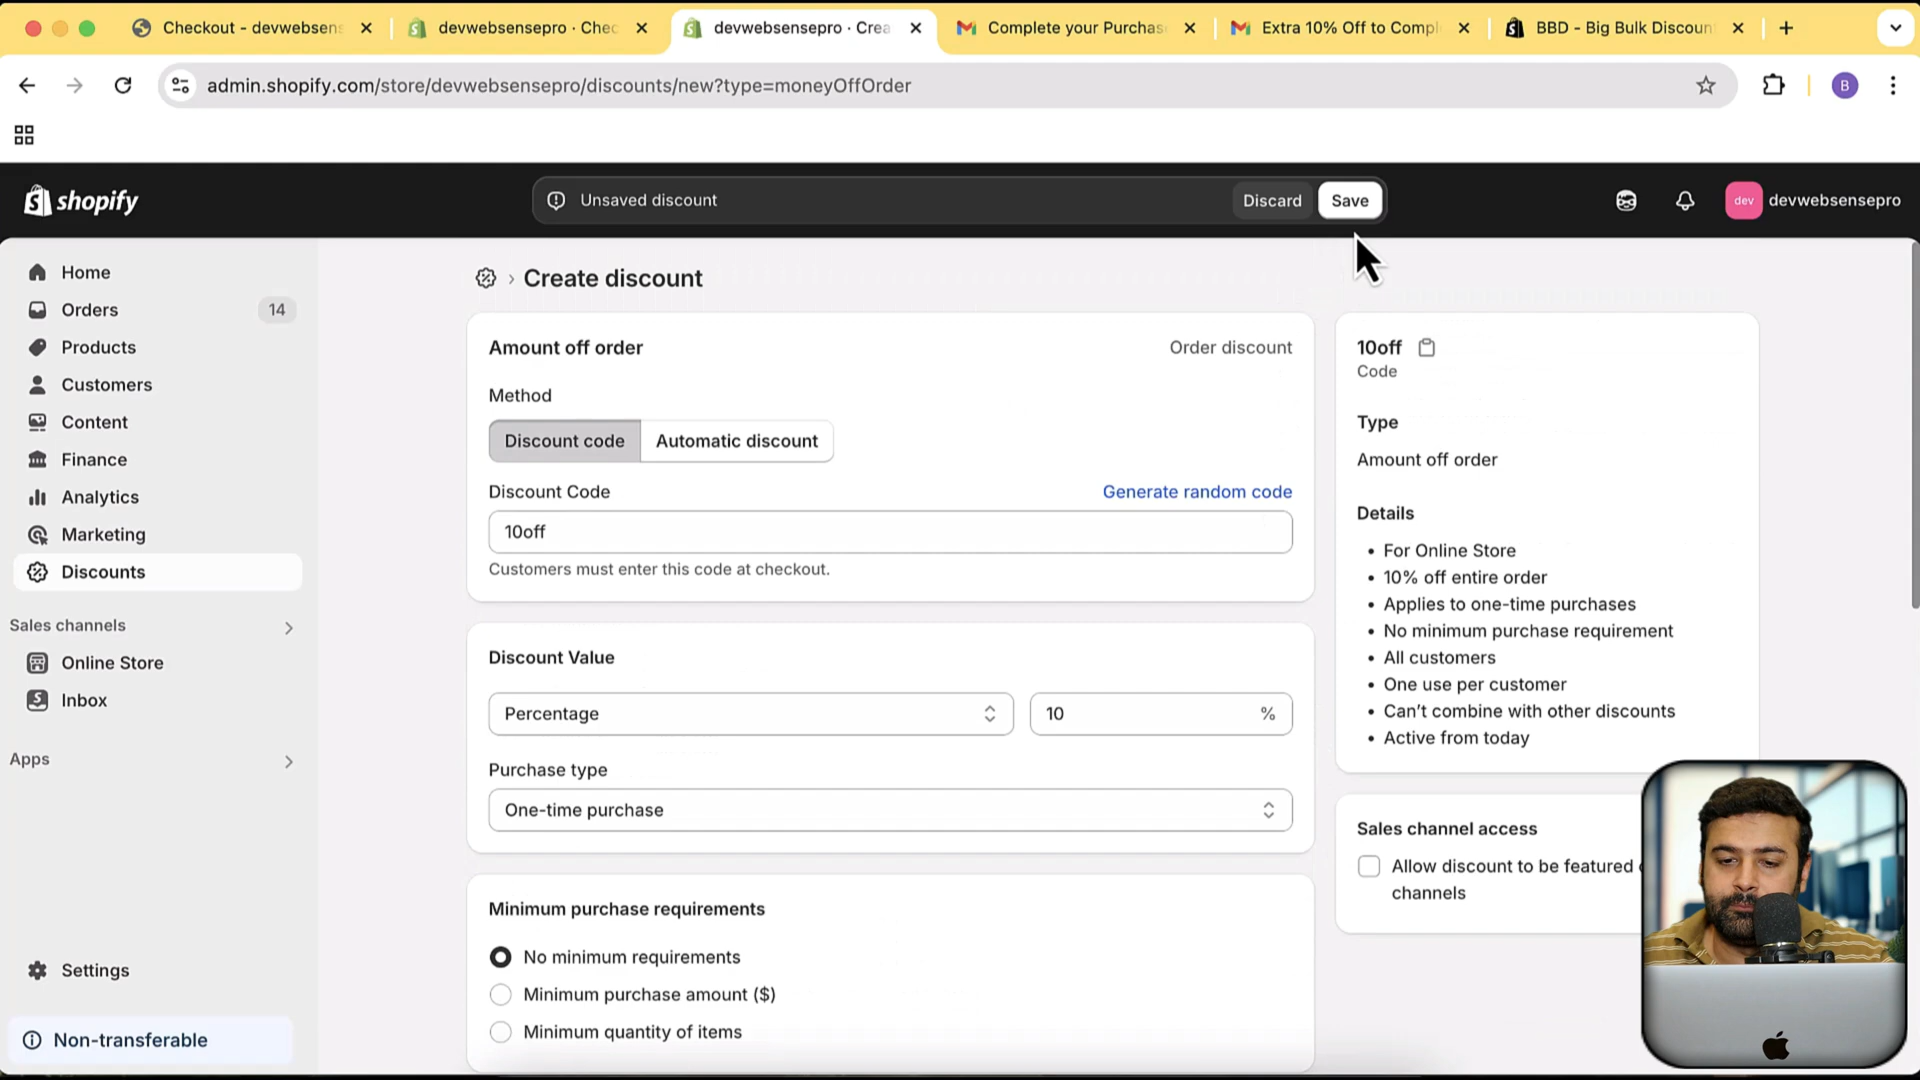 Checkout - devwebsens
devwebsensepro · Chec
devwebsensepro · Crea
Complete your Purchas
Extra 10% Off to Compl
BBD - Big Bulk Discoun
admin.shopify.com/store/devwebsensepro/discounts/new?type=moneyOffOrder
B
shopify
Unsaved discount
Discard
Save
dev
devwebsensepro
Home
Orders
14
Products
Customers
Content
Finance
Analytics
Marketing
Discounts
Sales channels
Online Store
Inbox
Apps
Settings
Non-transferable
Create discount
Amount off order
Order discount
Method
Discount code
Automatic discount
Discount Code
Generate random code
10off
Customers must enter this code at checkout.
Discount Value
Percentage
10
%
Purchase type
One-time purchase
Minimum purchase requirements
No minimum requirements
Minimum purchase amount ($)
Minimum quantity of items
10off
Code
Type
Amount off order
Details
• For Online Store
• 10% off entire order
• Applies to one-time purchases
• No minimum purchase requirement
• All customers
• One use per customer
• Can't combine with other discounts
• Active from today
Sales channel access
Allow discount to be featured
channels